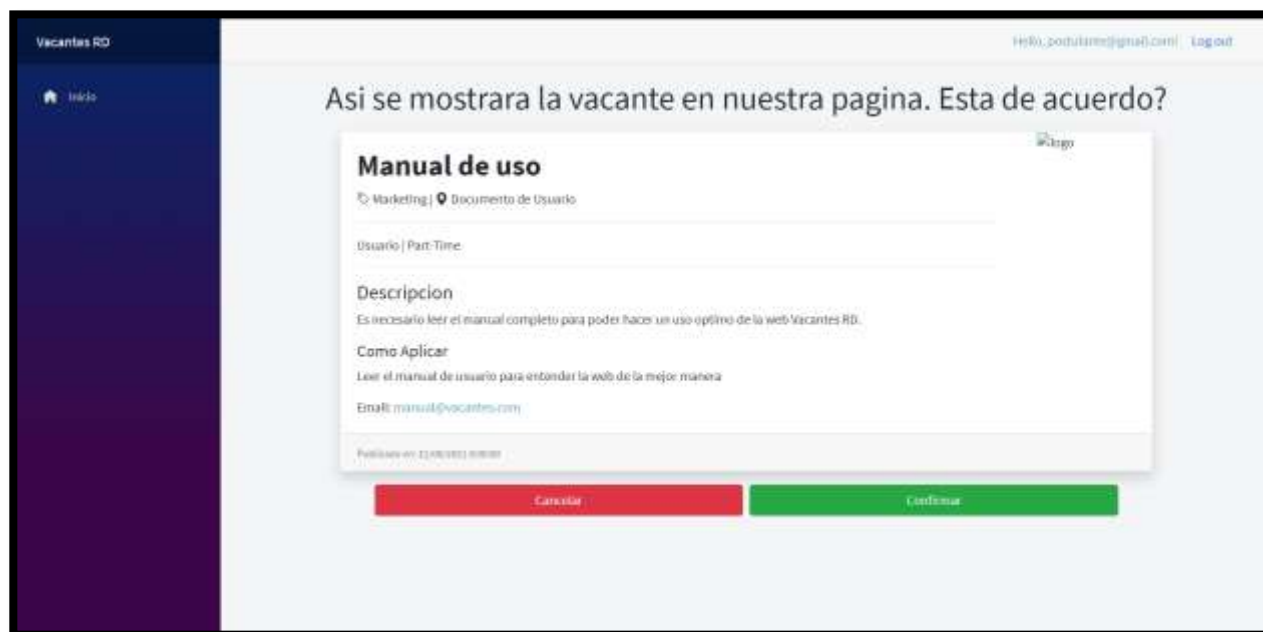 Vacantes RD
Log out
Inicio
Asi se mostrara la vacante en nuestra pagina. Esta de acuerdo?
logo
Manual de uso
Marketing | Documento de Usuario
Usuario | Part-Time
Descripcion
Es necesario leer el manual completo para poder hacer un uso optimo de la web Vacantes RD.
Como Aplicar
Leer el manual de usuario para entender la web de la mejor manera
Email: manual@vacantes.com
Cancelar
Confirmar